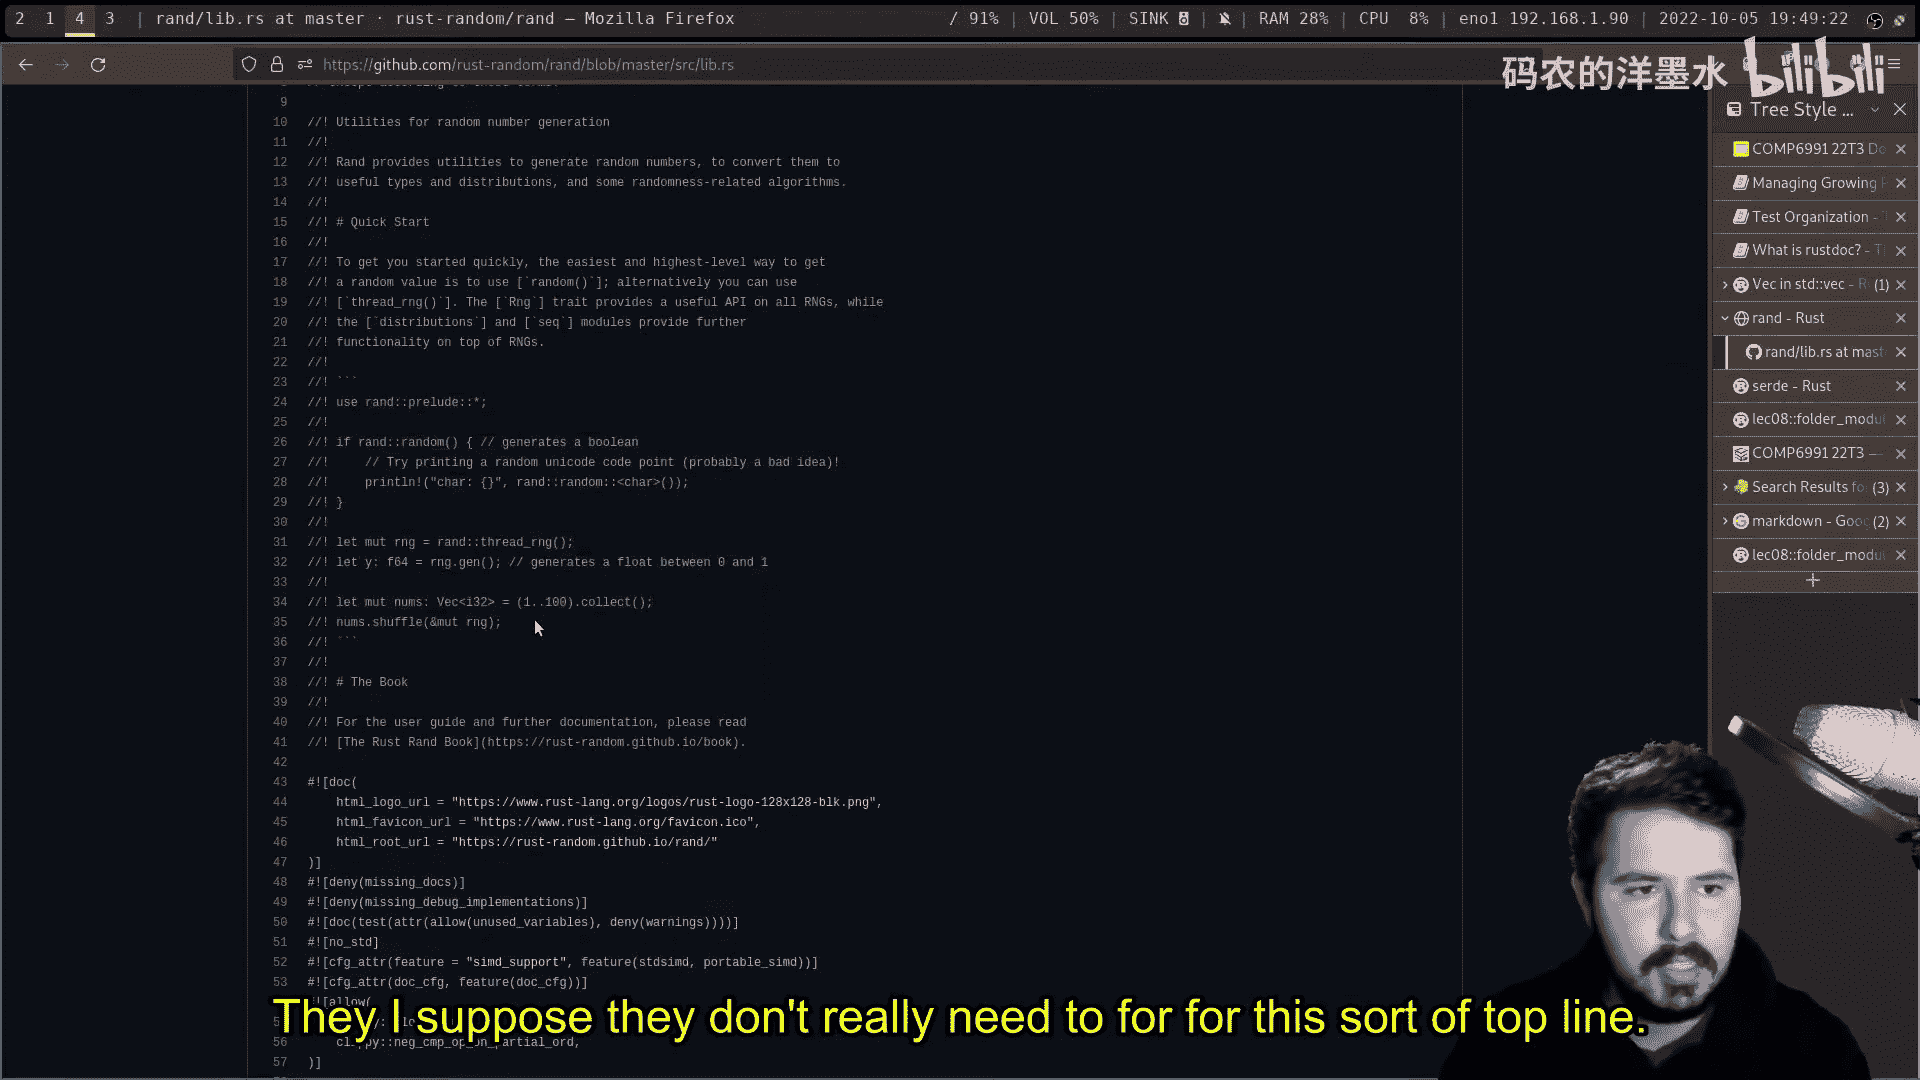 2 1 4 3 | rand/lib.rs at master · rust-random/rand — Mozilla Firefox
/ 91% | VOL 50% | SINK | | RAM 28% | CPU 8% | eno1 192.168.1.90 | 2022-10-05 19:49:22
https://github.com/rust-random/rand/blob/master/src/lib.rs
码农的洋墨水 bilibili
9
10 //! Utilities for random number generation
11 //!
12 //! Rand provides utilities to generate random numbers, to convert them to
13 //! useful types and distributions, and some randomness-related algorithms.
14 //!
15 //! # Quick Start
16 //!
17 //! To get you started quickly, the easiest and highest-level way to get
18 //! a random value is to use [`random()`]; alternatively you can use
19 //! [`thread_rng()`]. The [`Rng`] trait provides a useful API on all RNGs, while
20 //! the [`distributions`] and [`seq`] modules provide further
21 //! functionality on top of RNGs.
22 //!
23 //! ```
24 //! use rand::prelude::*;
25 //!
26 //! if rand::random() { // generates a boolean
27 //!     // Try printing a random unicode code point (probably a bad idea)!
28 //!     println!("char: {}", rand::random::<char>());
29 //! }
30 //!
31 //! let mut rng = rand::thread_rng();
32 //! let y: f64 = rng.gen(); // generates a float between 0 and 1
33 //!
34 //! let mut nums: Vec<i32> = (1..100).collect();
35 //! nums.shuffle(&mut rng);
36 //! ```
37 //!
38 //! # The Book
39 //!
40 //! For the user guide and further documentation, please read
41 //! [The Rust Rand Book](https://rust-random.github.io/book).
42
43 #![doc(
44     html_logo_url = "https://www.rust-lang.org/logos/rust-logo-128x128-blk.png",
45     html_favicon_url = "https://www.rust-lang.org/favicon.ico",
46     html_root_url = "https://rust-random.github.io/rand/"
47 )]
48 #![deny(missing_docs)]
49 #![deny(missing_debug_implementations)]
50 #![doc(test(attr(allow(unused_variables), deny(warnings))))]
51 #![no_std]
52 #![cfg_attr(feature = "simd_support", feature(stdsimd, portable_simd))]
53 #![cfg_attr(doc_cfg, feature(doc_cfg))]
![allow(
56 clippy::neg_cmp_op_on_partial_ord,
57 )]
Tree Style ...
COMP6991 22T3 Do
Managing Growing
Test Organization -
What is rustdoc? - T
Vec in std::vec - R (1)
rand - Rust
rand/lib.rs at mast
serde - Rust
lec08::folder_modu
COMP6991 22T3 —
Search Results fo (3)
markdown - Goo (2)
lec08::folder_modu
They I suppose they don't really need to for for this sort of top line.